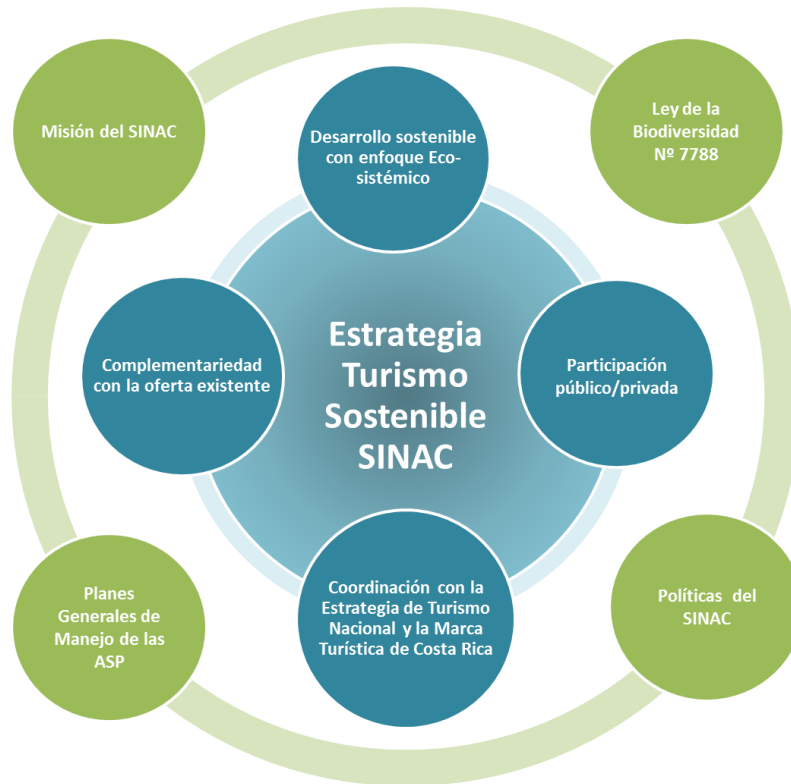 Misión del SINAC
Desarrollo sostenible
con enfoque Eco-
sistémico
Ley de la
Biodiversidad
Nº 7788
Complementariedad
con la oferta existente
Estrategia
Turismo
Sostenible
SINAC
Participación
público/privada
Planes
Generales de
Manejo de las
ASP
Coordinación con la
Estrategia de Turismo
Nacional y la Marca
Turística de Costa Rica
Políticas del
SINAC